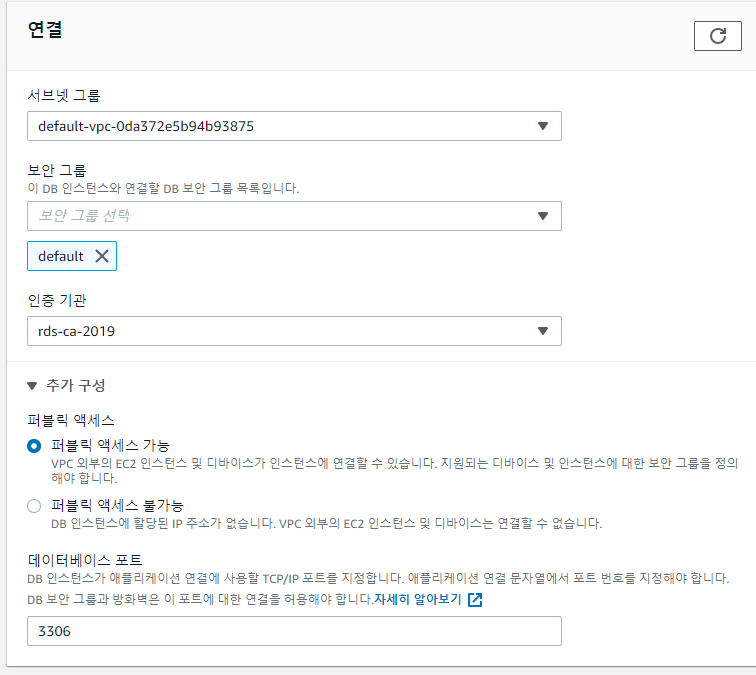 연결
서브넷 그룹
default-vpc-0da372e5b94b93875
보안 그룹
이 DB 인스턴스와 연결할 DB 보안 그룹 목록입니다.
보안 그룹 선택
default
인증 기관
rds-ca-2019
추가 구성
퍼블릭 액세스
퍼블릭 액세스 가능
VPC 외부의 EC2 인스턴스 및 디바이스가 인스턴스에 연결할 수 있습니다. 지원되는 디바이스 및 인스턴스에 대한 보안 그룹을 정의
해야 합니다.
퍼블릭 액세스 불가능
DB 인스턴스에 할당된 IP 주소가 없습니다. VPC 외부의 EC2 인스턴스 및 디바이스는 연결할 수 없습니다.
데이터베이스 포트
DB 인스턴스가 애플리케이션 연결에 사용할 TCP/IP 포트를 지정합니다. 애플리케이션 연결 문자열에서 포트 번호를 지정해야 합니다.
DB 보안 그룹과 방화벽은 이 포트에 대한 연결을 허용해야 합니다.자세히 알아보기
3306